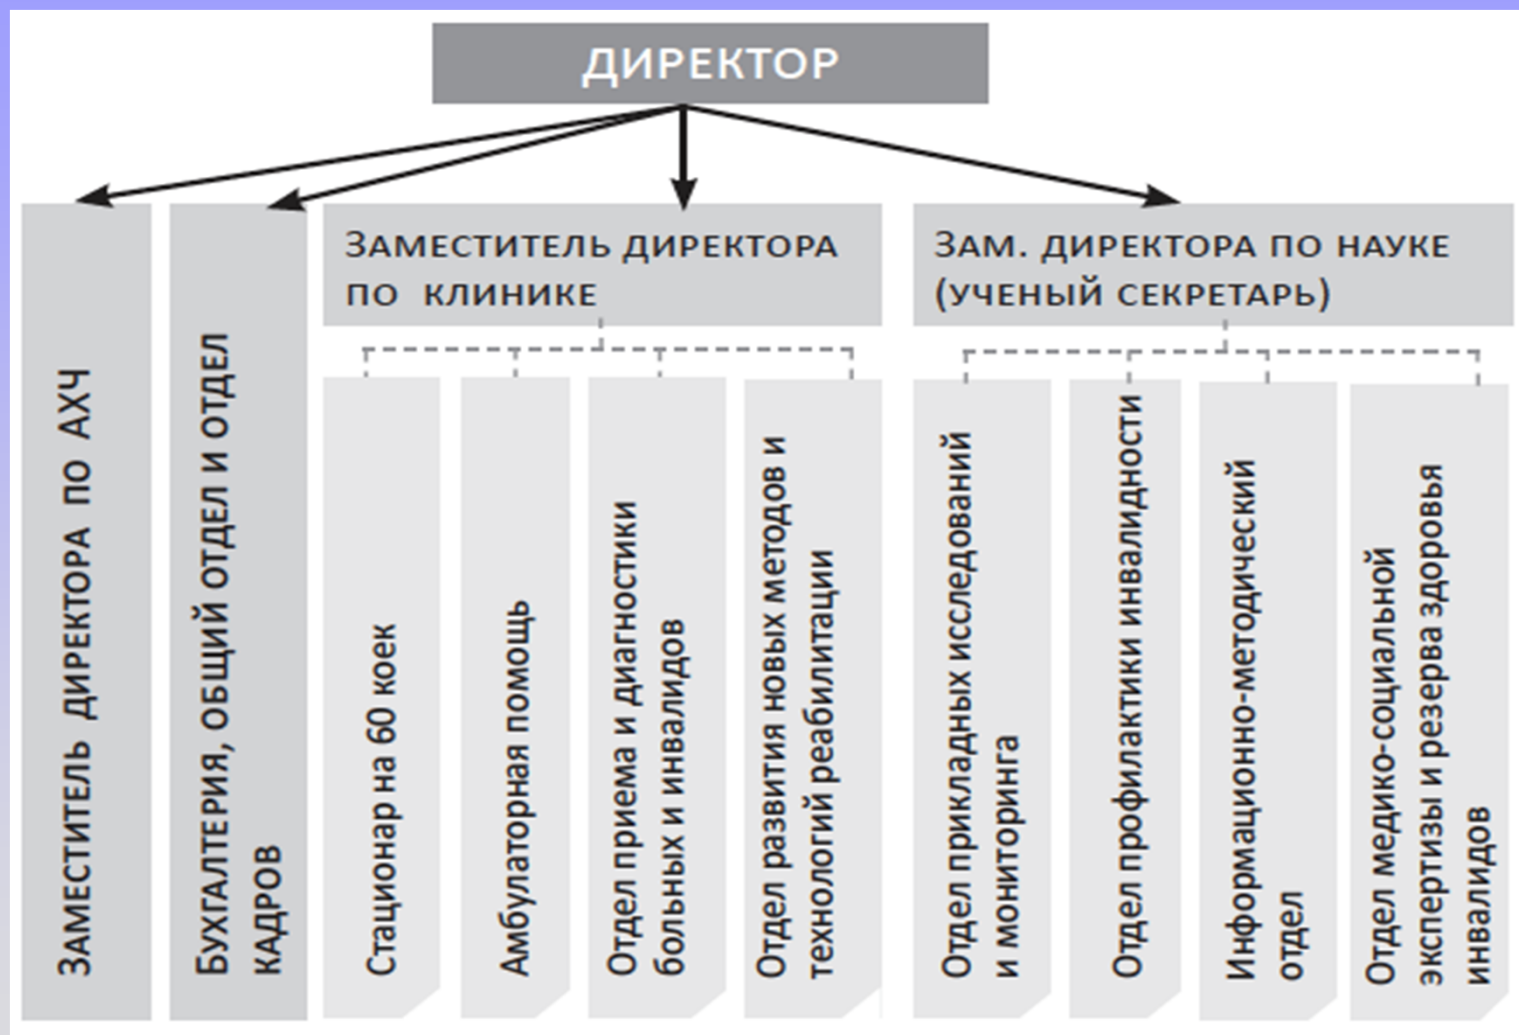 ДИРЕКТОР
ЗАМЕСТИТЕЛЬ ДИРЕКТОРА ПО АХЧ
БУХГАЛТЕРИЯ, ОБЩИЙ ОТДЕЛ И ОТДЕЛ
КАДРОВ
ЗАМЕСТИТЕЛЬ ДИРЕКТОРА
ПО КЛИНИКЕ
Стационар на 60 коек
Амбулаторная помощь
Отдел приема и диагностики
больных и инвалидов
Отдел развития новых методов и
технологий реабилитации
ЗАМ. ДИРЕКТОРА ПО НАУКЕ
(УЧЕНЫЙ СЕКРЕТАРЬ)
Отдел прикладных исследований
и мониторинга
Отдел профилактики инвалидности
Информационно-методический
отдел
Отдел медико-социальной
экспертизы и резерва здоровья
инвалидов